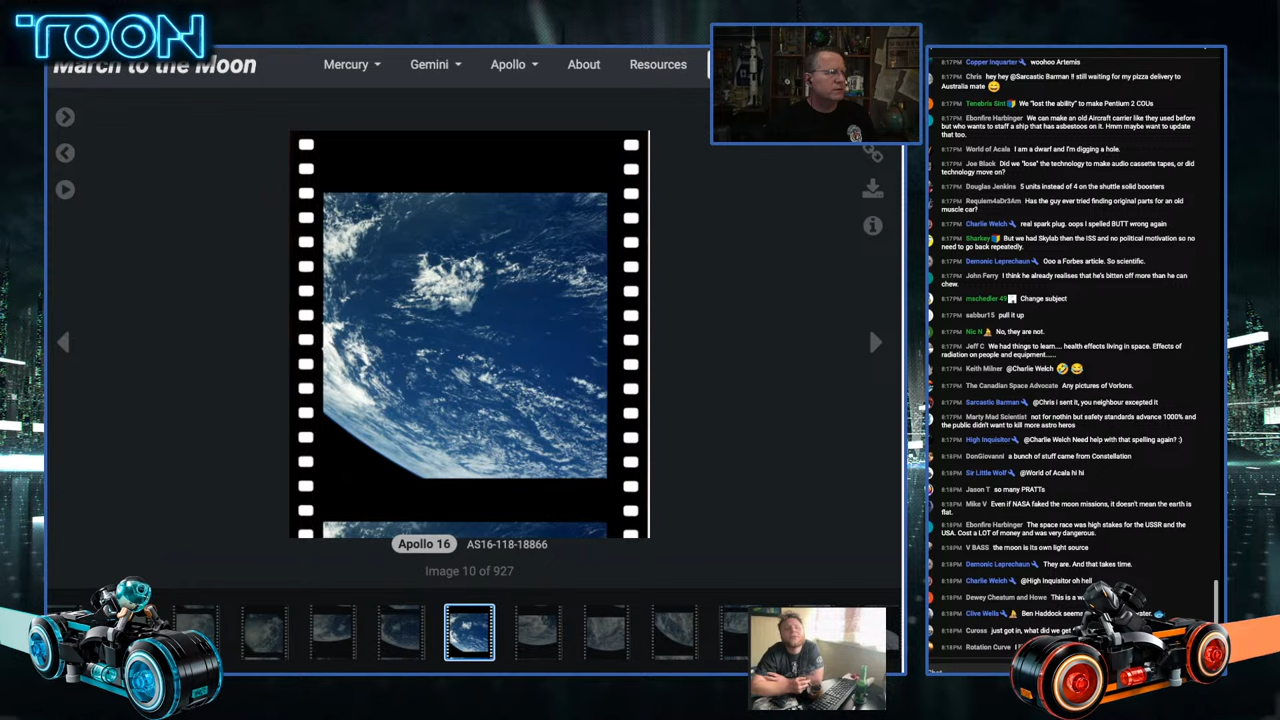 TOON
March to the Moon
Mercury
Gemini
Apollo
About
Resources
Apollo 16
AS16-118-18866
Image 10 of 927
8:17PM Copper Inquarter woohoo Artemis
8:17PM Chris hey hey @Sarcastic Barman !! still waiting for my pizza delivery to
Australia mate
8:17PM Tenebris Sint We "lost the ability" to make Pentium 2 COUs
8:17PM Ebonfire Harbinger We can make an old Aircraft carrier like they used before
but who wants to staff a ship that has asbestoos on it. Hmm maybe want to update
that too.
8:17PM World of Acala I am a dwarf and I'm digging a hole.
8:17PM Joe Black Did we "lose" the technology to make audio cassette tapes, or did
technology move on?
8:17PM Douglas Jenkins 5 units instead of 4 on the shuttle solid boosters
8:17PM Requiem4aDr3Am Has the guy ever tried finding original parts for an old
muscle car?
8:17PM Charlie Welch real spark plug. oops I spelled BUTT wrong again
8:17PM Sharkey But we had Skylab then the ISS and no political motivation so no
need to go back repeatedly.
8:17PM Demonic Leprechaun Ooo a Forbes article. So scientific.
8:17PM John Ferry I think he already realises that he's bitten off more than he can
chew.
8:17PM mschedler 49 Change subject
8:17PM sabbur15 pull it up
8:17PM Nic N No, they are not.
8:17PM Jeff C We had things to learn.... health effects living in space. Effects of
radiation on people and equipment......
8:17PM Keith Milner @Charlie Welch
8:17PM The Canadian Space Advocate Any pictures of Vorlons.
8:17PM Sarcastic Barman @Chris i sent it, you neighbour excepted it
8:17PM Marty Mad Scientist not for nothin but safety standards advance 1000% and
the public didn't want to kill more astro heros
8:17PM High Inquisitor @Charlie Welch Need help with that spelling again? :)
8:18PM DonGiovanni a bunch of stuff came from Constellation
8:18PM Sir Little Wolf @World of Acala hi hi
8:18PM Jason T so many PRATTs
8:18PM Mike V Even if NASA faked the moon missions, it doesn't mean the earth is
flat.
8:18PM Ebonfire Harbinger The space race was high stakes for the USSR and the
USA. Cost a LOT of money and was very dangerous.
8:18PM V BASS the moon is its own light source
8:18PM Demonic Leprechaun They are. And that takes time.
8:18PM Charlie Welch @High Inquisitor oh hell
8:18PM Dewey Cheatum and Howe This is a
8:18PM Clive Wells Ben Haddock seems
8:18PM Cuross just got in, what did we get
8:18PM Rotation Curve